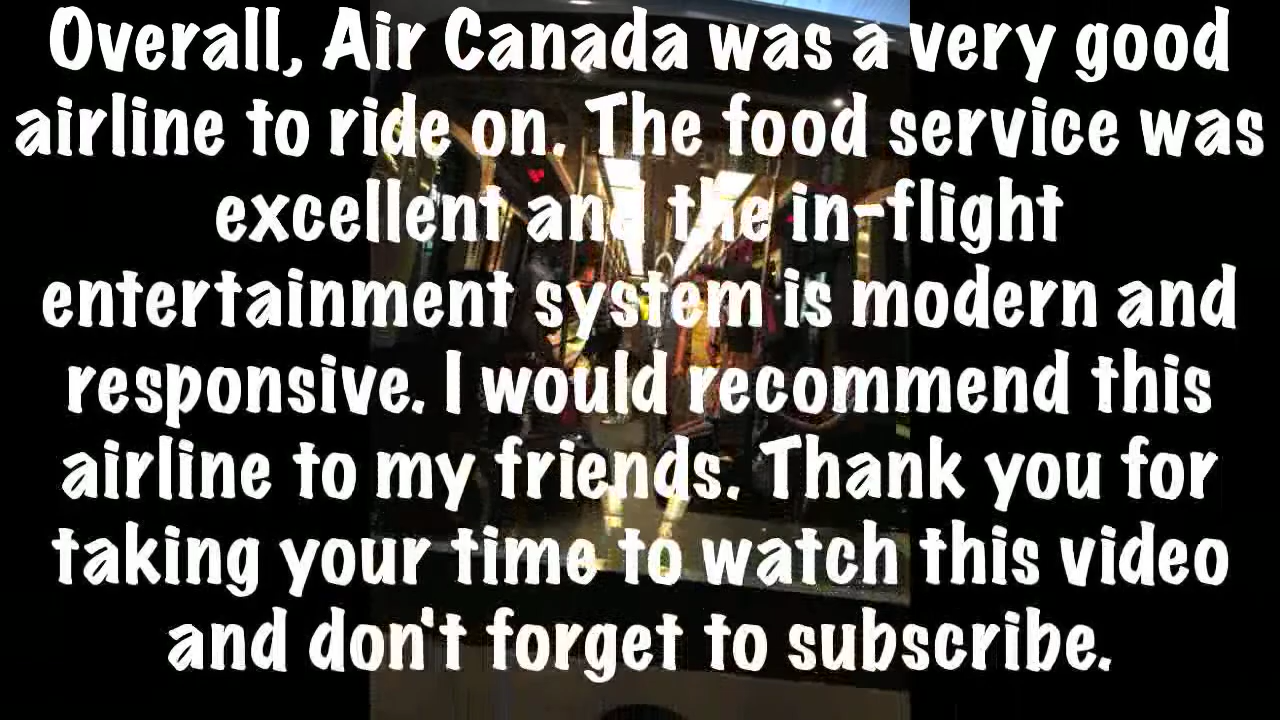 Overall, Air Canada was a very good
airline to ride on. The food service was
excellent and the in-flight
entertainment system is modern and
responsive. I would recommend this
airline to my friends. Thank you for
taking your time to watch this video
and don't forget to subscribe.